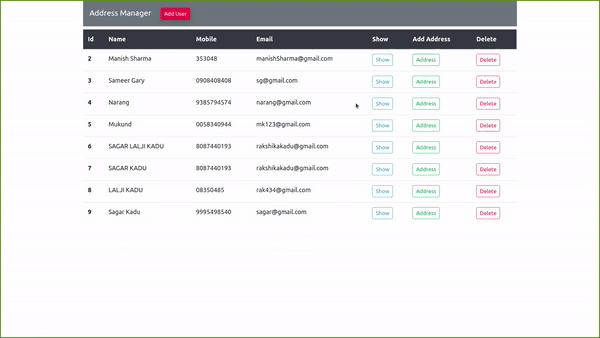 Address Manager Add User
Id Name Mobile Email Show Add Address Delete
2 Manish Sharma 353048 manishSharma@gmail.com Show Address Delete
3 Sameer Gary 0908408408 sg@gmail.com Show Address Delete
4 Narang 9385794574 narang@gmail.com Show Address Delete
5 Mukund 0058340944 mk123@gmail.com Show Address Delete
6 SAGAR LALJI KADU 8087440193 rakshikakadu@gmail.com Show Address Delete
7 SAGAR KADU 8087440193 rakshikakadu@gmail.com Show Address Delete
8 LALJI KADU 08350485 rak434@gmail.com Show Address Delete
9 Sagar Kadu 9995498540 sagar@gmail.com Show Address Delete